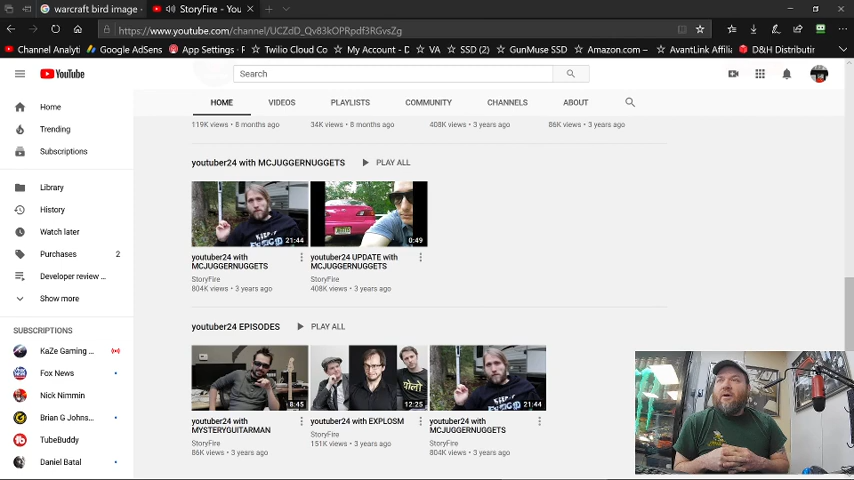 warcraft bird image -
StoryFire - You
https://www.youtube.com/channel/UCZdD_Qv83kOPRpdf3RGvsZg
Channel Analyti
Google AdSens
App Settings - F
Twilio Cloud Co
My Account - D
VA
SSD (2)
GunMuse SSD
Amazon.com –
AvantLink Affilia
D&H Distributin
YouTube
Search
HOME VIDEOS PLAYLISTS COMMUNITY CHANNELS ABOUT
Home
Trending
Subscriptions
Library
History
Watch later
Purchases 2
Developer review ...
Show more
SUBSCRIPTIONS
KaZe Gaming ...
Fox News
Nick Nimmin
Brian G Johns...
TubeBuddy
Daniel Batal
119K views • 8 months ago
34K views • 8 months ago
408K views • 3 years ago
86K views • 3 years ago
youtuber24 with MCJUGGERNUGGETS PLAY ALL
21:44
youtuber24 with
MCJUGGERNUGGETS
StoryFire
804K views • 3 years ago
0:49
youtuber24 UPDATE with
MCJUGGERNUGGETS
StoryFire
408K views • 3 years ago
youtuber24 EPISODES PLAY ALL
8:45
youtuber24 with
MYSTERYGUITARMAN
StoryFire
86K views • 3 years ago
12:25
youtuber24 with EXPLOSM
StoryFire
151K views • 3 years ago
21:44
youtuber24 with
MCJUGGERNUGGETS
StoryFire
804K views • 3 years ago